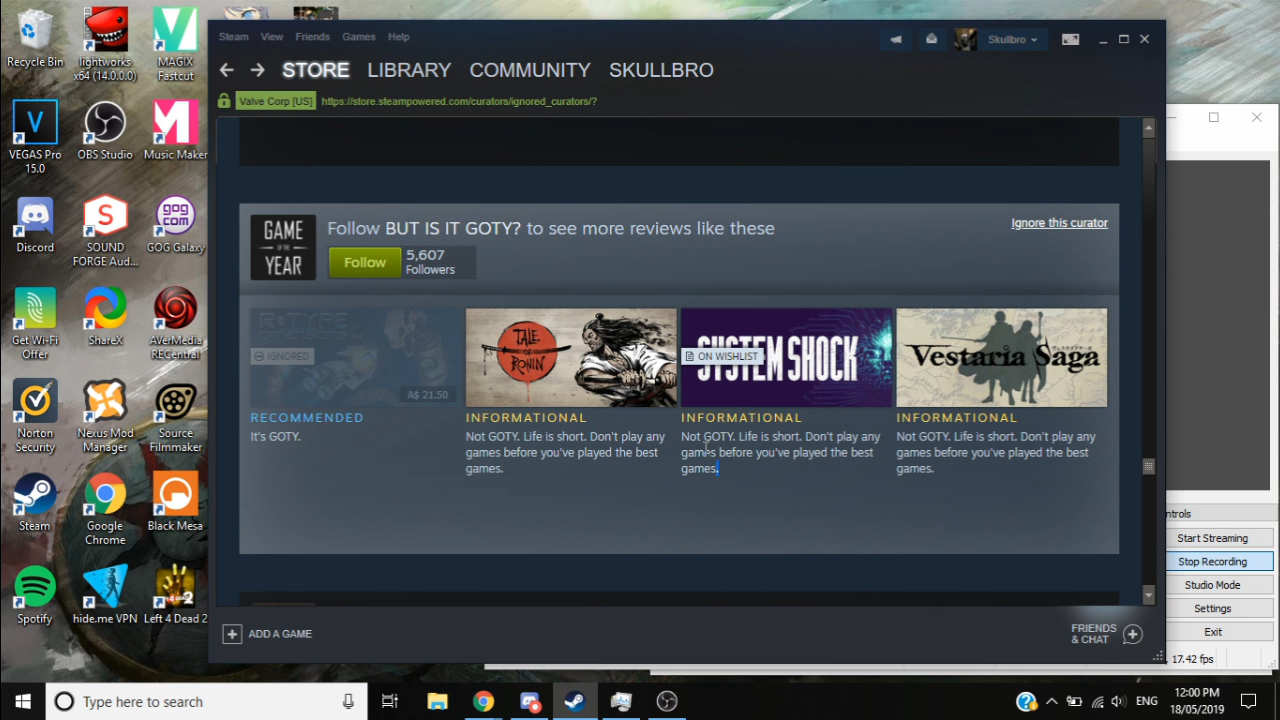 Steam View Friends Games Help
Skullbro
STORE LIBRARY COMMUNITY SKULLBRO
Valve Corp [US] https://store.steampowered.com/curators/ignored_curators/?
GAME
OF THE
YEAR
Follow BUT IS IT GOTY? to see more reviews like these
Ignore this curator
Follow
5,607
Followers
R-TYPE
IGNORED
A$ 21.50
RECOMMENDED
It's GOTY.
TALE
OF
RONIN
INFORMATIONAL
Not GOTY. Life is short. Don't play any
games before you've played the best
games.
SYSTEM SHOCK
ON WISHLIST
INFORMATIONAL
Not GOTY. Life is short. Don't play any
games before you've played the best
games.
Vestaria Saga
INFORMATIONAL
Not GOTY. Life is short. Don't play any
games before you've played the best
games.
ADD A GAME
FRIENDS
& CHAT
Recycle Bin
lightworks
x64 (14.0.0.0)
MAGIX
Fastcut
V
VEGAS Pro
15.0
OBS Studio
Music Maker
Discord
SOUND
FORGE Aud...
GOG
COM
GOG Galaxy
Get Wi-Fi
Offer
ShareX
AVerMedia
RECentral
Norton
Security
Nexus Mod
Manager
Source
Filmmaker
Steam
Google
Chrome
Black Mesa
Spotify
hide.me VPN
2
Left 4 Dead 2
ntrols
Start Streaming
Stop Recording
Studio Mode
Settings
Exit
17.42 fps
Type here to search
ENG
12:00 PM
18/05/2019